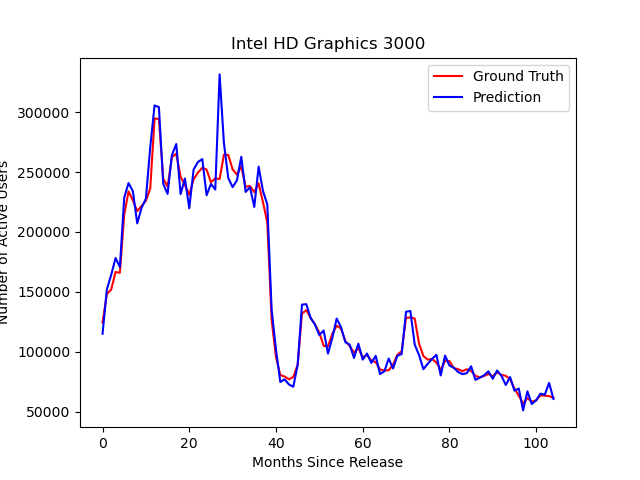 Intel HD Graphics 3000
Ground Truth
Prediction
Number of Active Users
300000
250000
200000
150000
100000
50000
0
20
40
60
80
100
Months Since Release